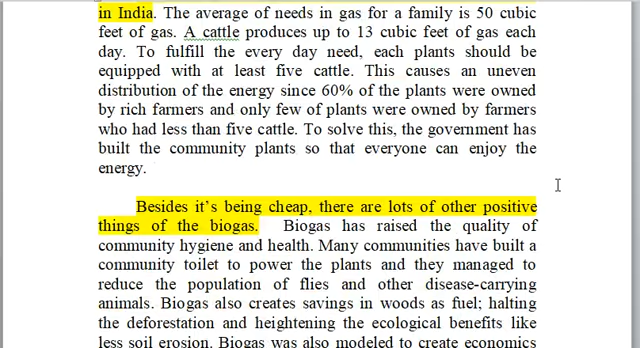 in India. The average of needs in gas for a family is 50 cubic
feet of gas. A cattle produces up to 13 cubic feet of gas each
day. To fulfill the every day need, each plants should be
equipped with at least five cattle. This causes an uneven
distribution of the energy since 60% of the plants were owned
by rich farmers and only few of plants were owned by farmers
who had less than five cattle. To solve this, the government has
built the community plants so that everyone can enjoy the
energy.
Besides it's being cheap, there are lots of other positive
things of the biogas. Biogas has raised the quality of
community hygiene and health. Many communities have built a
community toilet to power the plants and they managed to
reduce the population of flies and other disease-carrying
animals. Biogas also creates savings in woods as fuel; halting
the deforestation and heightening the ecological benefits like
less soil erosion. Biogas was also modeled to create economics